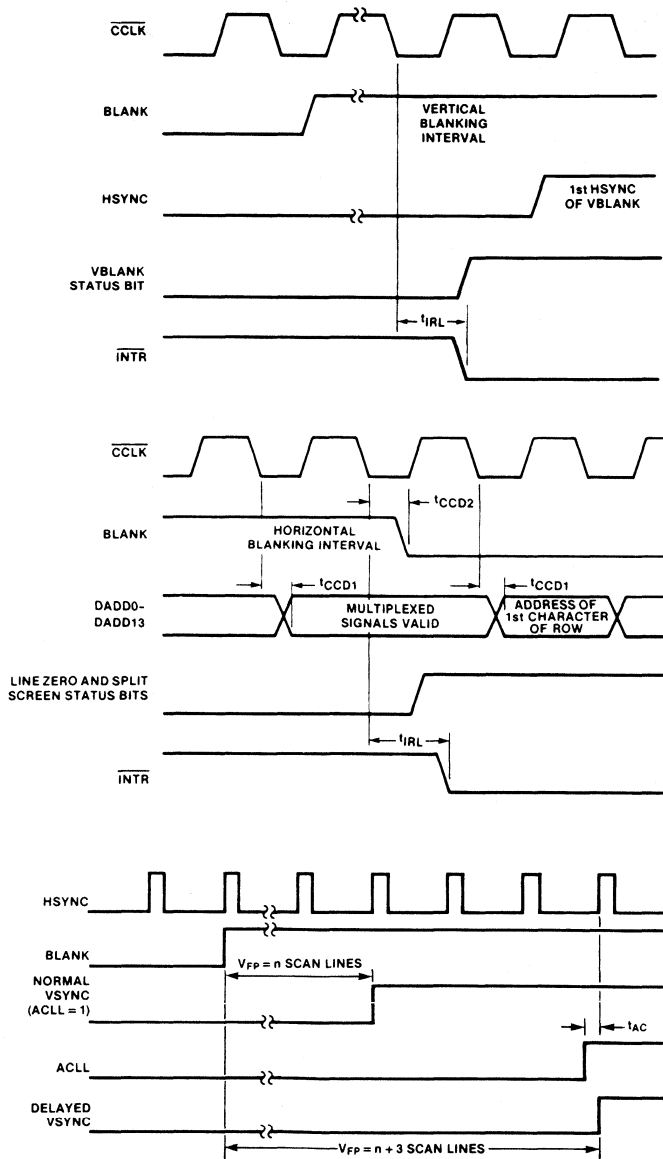 CCLK
BLANK
VERTICAL
BLANKING
INTERVAL
HSYNC
1st HSYNC
OF VBLANK
VBLANK
STATUS BIT
tIRL
INTR
CCLK
tCCD2
BLANK
HORIZONTAL
BLANKING INTERVAL
tCCD1
tCCD1
DADD0-
DADD13
MULTIPLEXED
SIGNALS VALID
ADDRESS OF
1st CHARACTER
OF ROW
LINE ZERO AND SPLIT
SCREEN STATUS BITS
tIRL
INTR
HSYNC
BLANK
VFP = n SCAN LINES
NORMAL
VSYNC
(ACLL = 1)
tAC
ACLL
DELAYED
VSYNC
VFP = n + 3 SCAN LINES